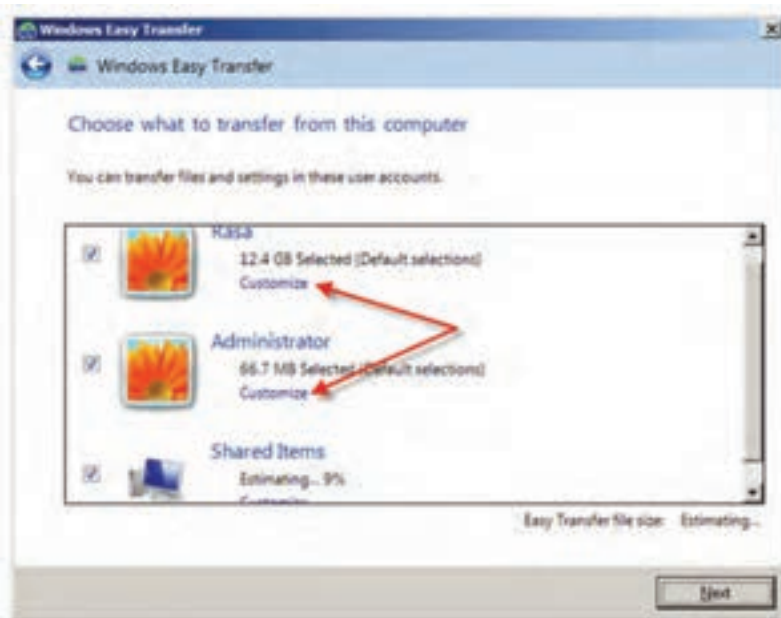 Windows Easy Transfer
Windows Easy Transfer
Choose what to transfer from this computer
You can transfer files and settings in these user accounts.
Rasa
12.4 GB Selected (Default selections)
Customize
Administrator
66.7 MB Selected (Default selections)
Customize
Shared Items
Estimating... 9%
Customize
Easy Transfer file size: Estimating...
Next